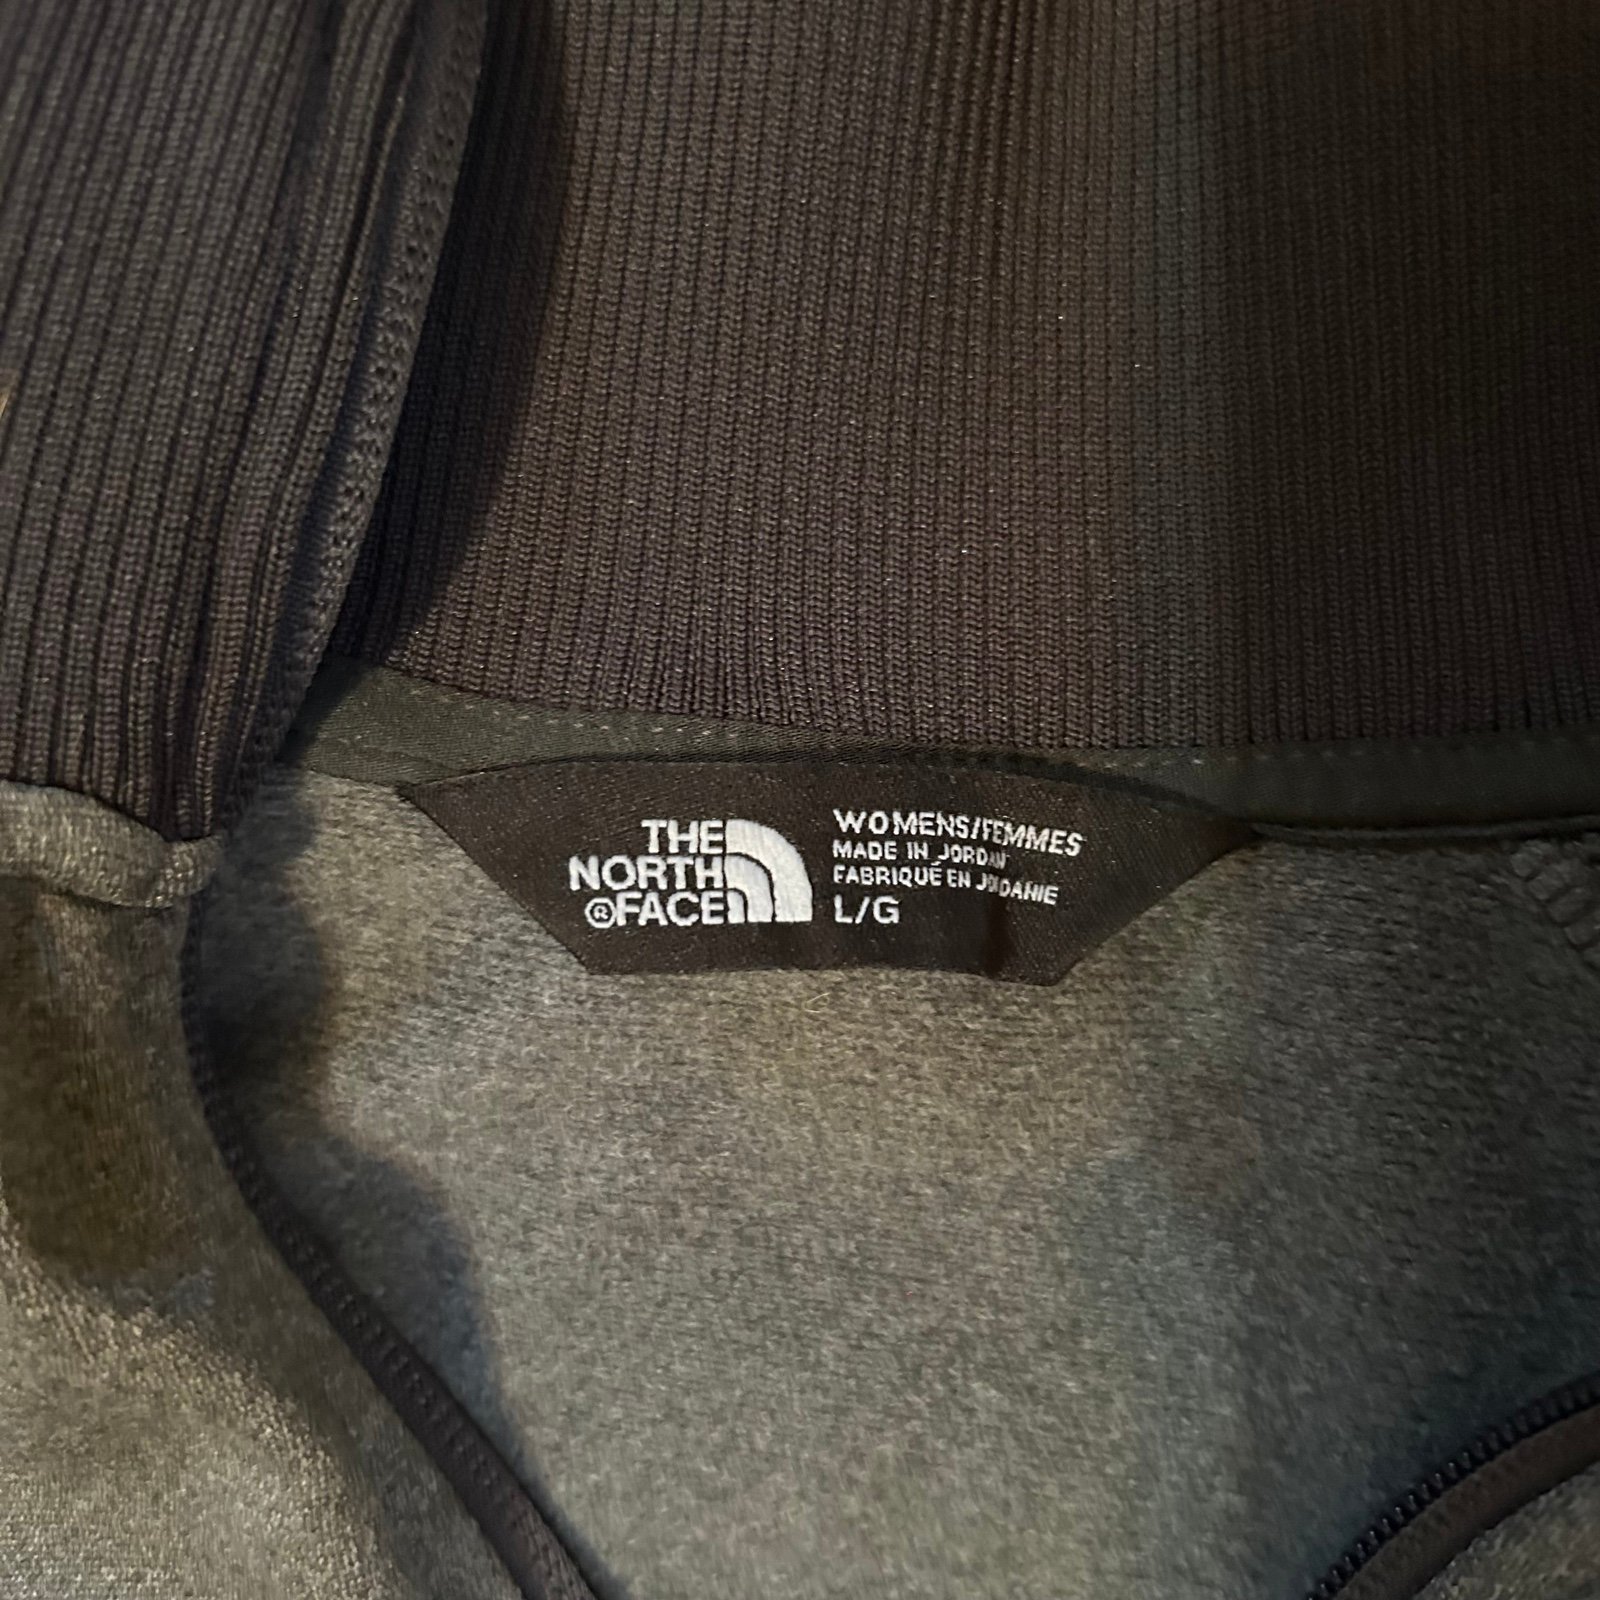 THE
NORTH
®FACE
WOMENS/FEMMES
MADE IN JORDAN
FABRIQUÉ EN JORDANIE
L/G